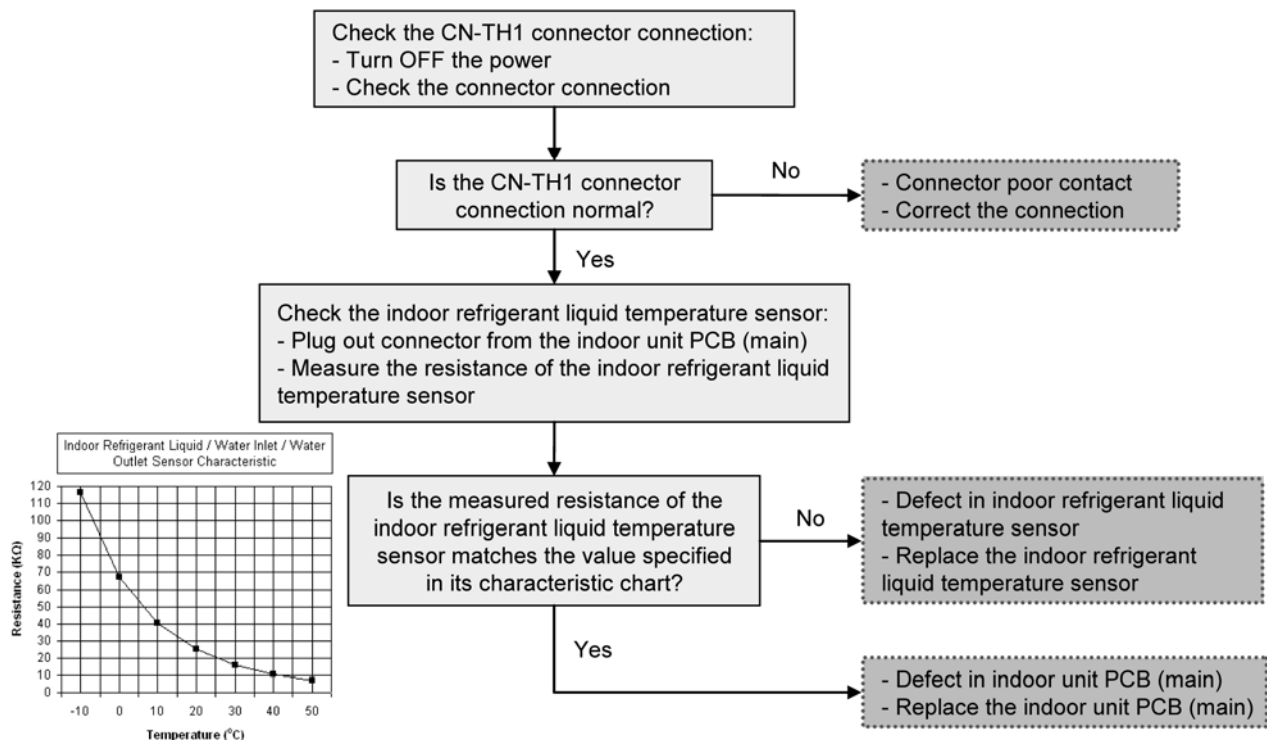 Check the CN-TH1 connector connection:
- Turn OFF the power
- Check the connector connection
Is the CN-TH1 connector
connection normal?
No
- Connector poor contact
- Correct the connection
Yes
Check the indoor refrigerant liquid temperature sensor:
- Plug out connector from the indoor unit PCB (main)
- Measure the resistance of the indoor refrigerant liquid
temperature sensor
Indoor Refrigerant Liquid / Water Inlet / Water
Outlet Sensor Characteristic
Resistance (KΩ)
120
110
100
90
80
70
60
50
40
30
20
10
0
-10 0 10 20 30 40 50
Temperature (°C)
Is the measured resistance of the
indoor refrigerant liquid temperature
sensor matches the value specified
in its characteristic chart?
No
- Defect in indoor refrigerant liquid
temperature sensor
- Replace the indoor refrigerant
liquid temperature sensor
Yes
- Defect in indoor unit PCB (main)
- Replace the indoor unit PCB (main)